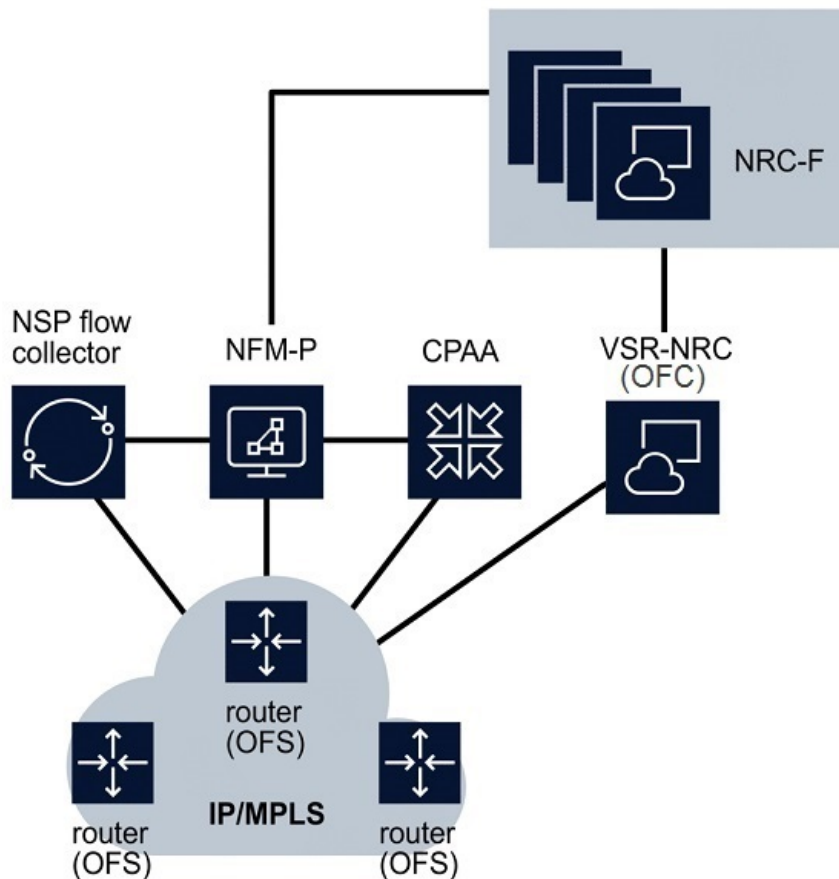 NRC-F
NSP flow
collector
NFM-P
CPAA
VSR-NRC
(OFC)
router
(OFS)
router
(OFS)
IP/MPLS
router
(OFS)